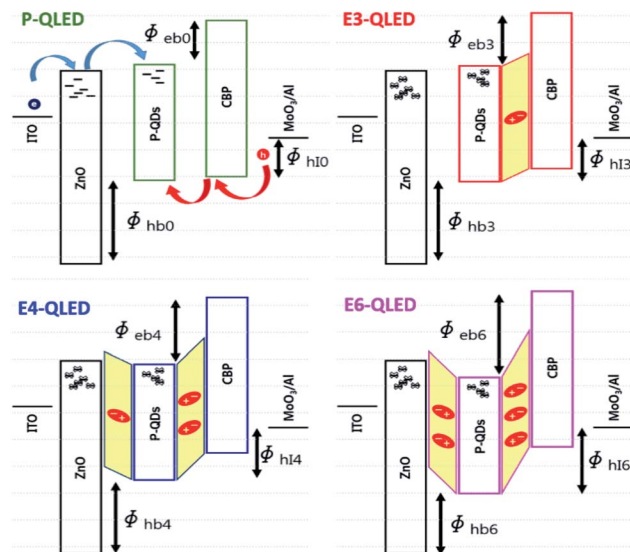 P-QLED
Φ eb0
e
ITO
ZnO
P-QDs
CBP
h
MoO₃/Al
Φ hI0
Φ hb0
E3-QLED
Φ eb3
ITO
ZnO
P-QDs
CBP
MoO₃/Al
Φ hI3
Φ hb3
E4-QLED
Φ eb4
ITO
ZnO
P-QDs
CBP
MoO₃/Al
Φ hI4
Φ hb4
E6-QLED
Φ eb6
ITO
ZnO
P-QDs
CBP
MoO₃/Al
Φ hI6
Φ hb6